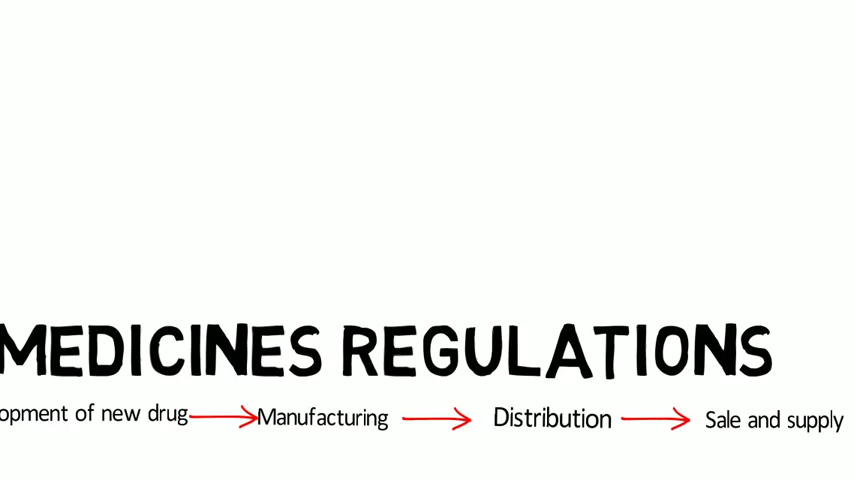 MEDICINES REGULATIONS
opment of new drug Manufacturing Distribution Sale and supply